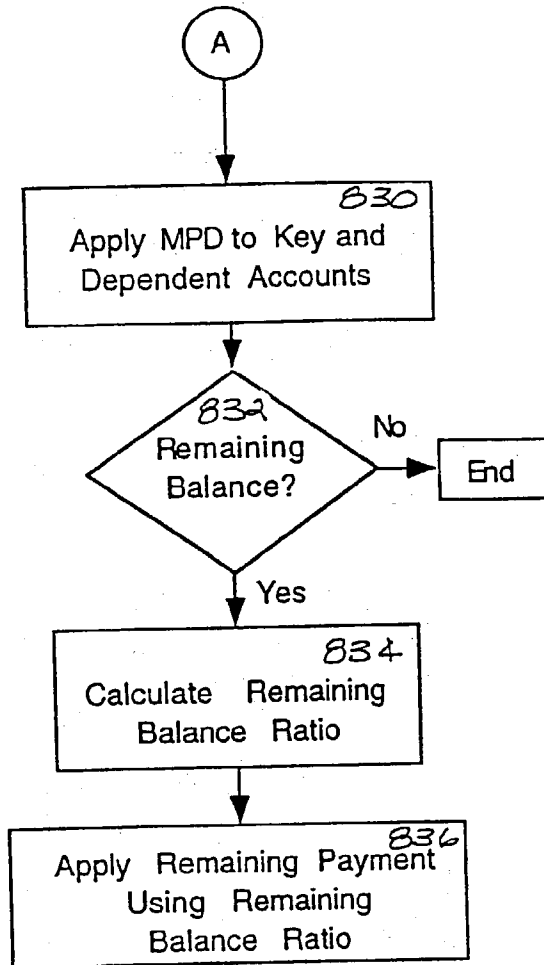 A
830
Apply MPD to Key and
Dependent Accounts
832
Remaining
Balance?
No
End
Yes
834
Calculate Remaining
Balance Ratio
836
Apply Remaining Payment
Using Remaining
Balance Ratio